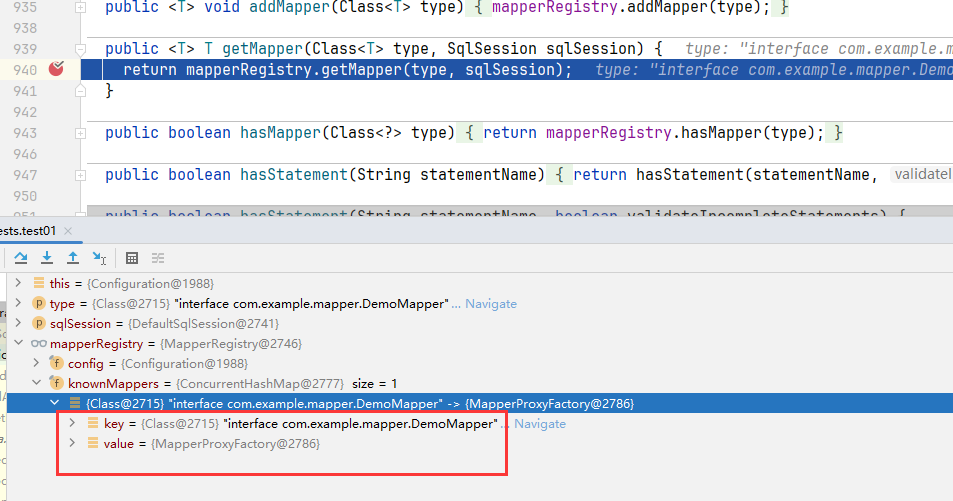 935 public <T> void addMapper(Class<T> type) { mapperRegistry.addMapper(type); }
938
939 public <T> T getMapper(Class<T> type, SqlSession sqlSession) { type: "interface com.example.m
940 return mapperRegistry.getMapper(type, sqlSession); type: "interface com.example.mapper.Demo
941 }
942
943 public boolean hasMapper(Class<?> type) { return mapperRegistry.hasMapper(type); }
946
947 public boolean hasStatement(String statementName) { return hasStatement(statementName, validateI
950
951 public boolean hasStatement(String statementName, boolean validateIncompleteStatements) {
ests.test01 ×
this = {Configuration@1988}
type = {Class@2715} "interface com.example.mapper.DemoMapper"... Navigate
sqlSession = {DefaultSqlSession@2741}
mapperRegistry = {MapperRegistry@2746}
config = {Configuration@1988}
knownMappers = {ConcurrentHashMap@2777} size = 1
{Class@2715} "interface com.example.mapper.DemoMapper" -> {MapperProxyFactory@2786}
key = {Class@2715} "interface com.example.mapper.DemoMapper"... Navigate
value = {MapperProxyFactory@2786}